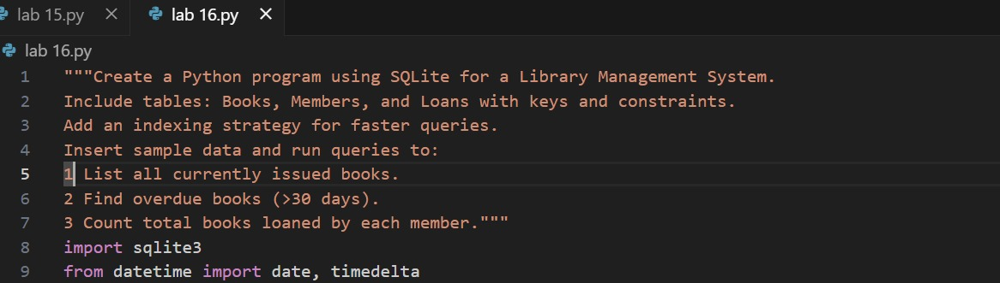 lab 15.py ×
lab 16.py ×
lab 16.py
1 """Create a Python program using SQLite for a Library Management System.
2 Include tables: Books, Members, and Loans with keys and constraints.
3 Add an indexing strategy for faster queries.
4 Insert sample data and run queries to:
5 1 List all currently issued books.
6 2 Find overdue books (>30 days).
7 3 Count total books loaned by each member."""
8 import sqlite3
9 from datetime import date, timedelta